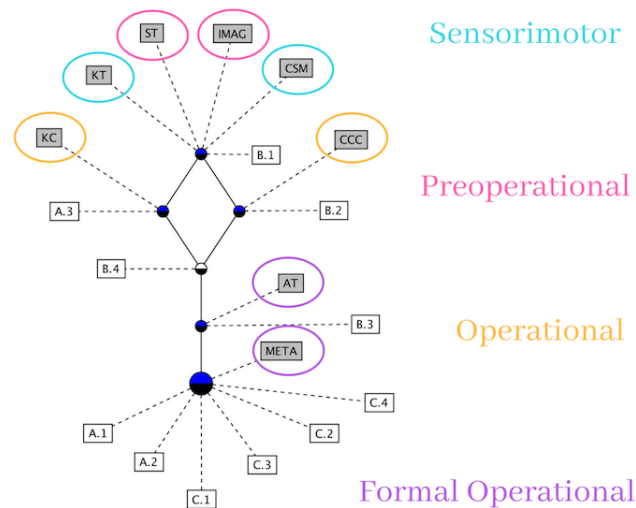 Sensorimotor
ST
IMAG
KT
CSM
KC
CCC
B.1
Preoperational
A.3
B.2
B.4
AT
B.3
Operational
META
C.4
A.1
C.2
A.2
C.3
C.1
Formal Operational